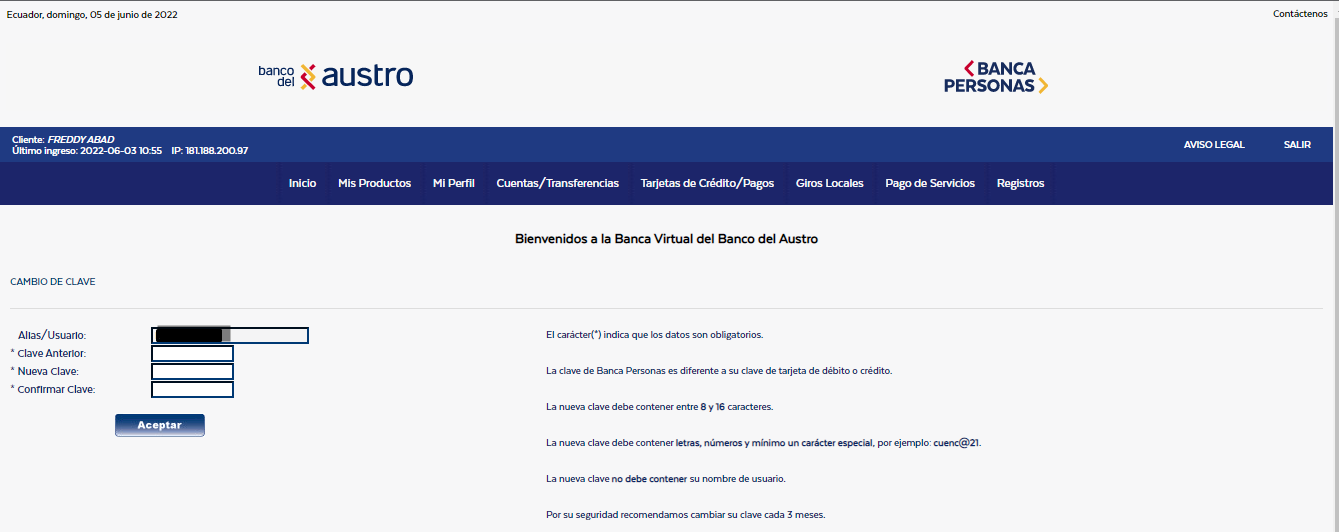 Ecuador, domingo, 05 de junio de 2022
Contáctenos
banco del austro
BANCA PERSONAS
Cliente: FREDDY ABAD
Último ingreso: 2022-06-03 10:55 IP: 181.188.200.97
AVISO LEGAL
SALIR
Inicio
Mis Productos
Mi Perfil
Cuentas/Transferencias
Tarjetas de Crédito/Pagos
Giros Locales
Pago de Servicios
Registros
Bienvenidos a la Banca Virtual del Banco del Austro
CAMBIO DE CLAVE
Alias/Usuario:
* Clave Anterior:
* Nueva Clave:
* Confirmar Clave:
Aceptar
El carácter(*) indica que los datos son obligatorios.
La clave de Banca Personas es diferente a su clave de tarjeta de débito o crédito.
La nueva clave debe contener entre 8 y 16 caracteres.
La nueva clave debe contener letras, números y mínimo un carácter especial, por ejemplo: cuenc@21.
La nueva clave no debe contener su nombre de usuario.
Por su seguridad recomendamos cambiar su clave cada 3 meses.